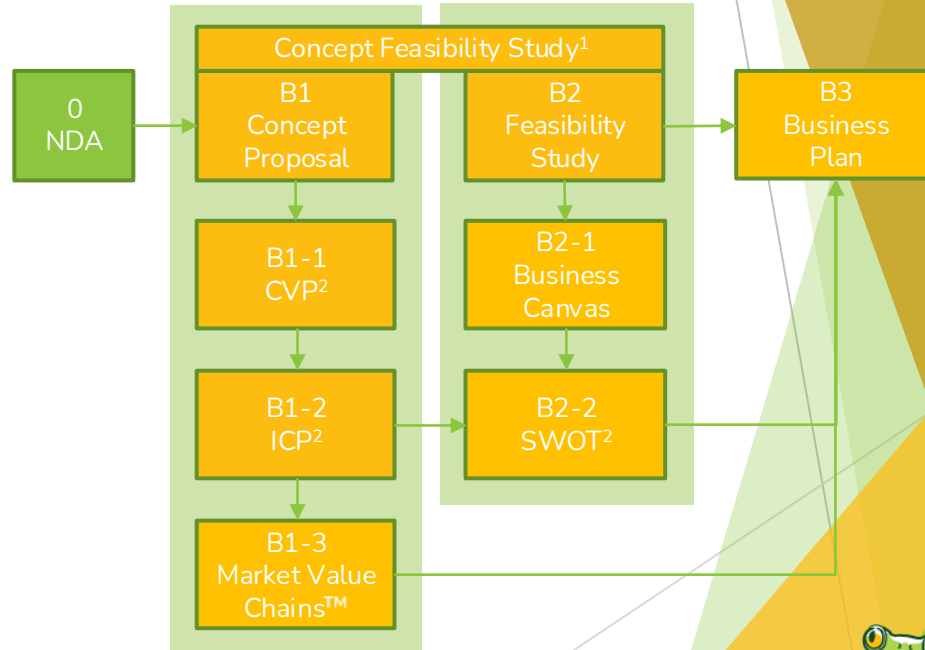 Concept Feasibility Study¹
0
NDA
B1
Concept
Proposal
B2
Feasibility
Study
B3
Business
Plan
B1-1
CVP²
B2-1
Business
Canvas
B1-2
ICP²
B2-2
SWOT²
B1-3
Market Value
Chains™